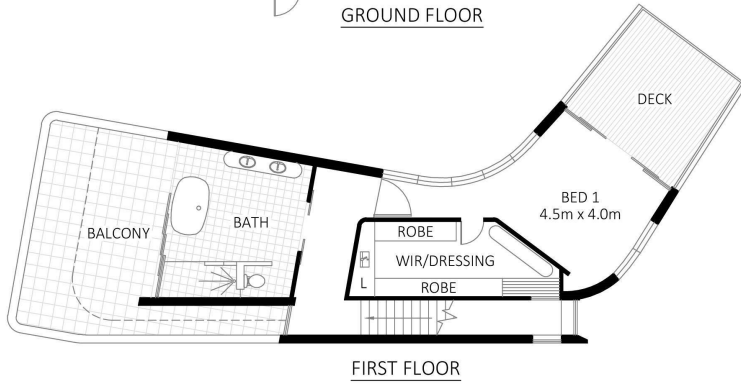 GROUND FLOOR
DECK
BED 1
4.5m x 4.0m
BATH
BALCONY
ROBE
WIR/DRESSING
L
ROBE
FIRST FLOOR